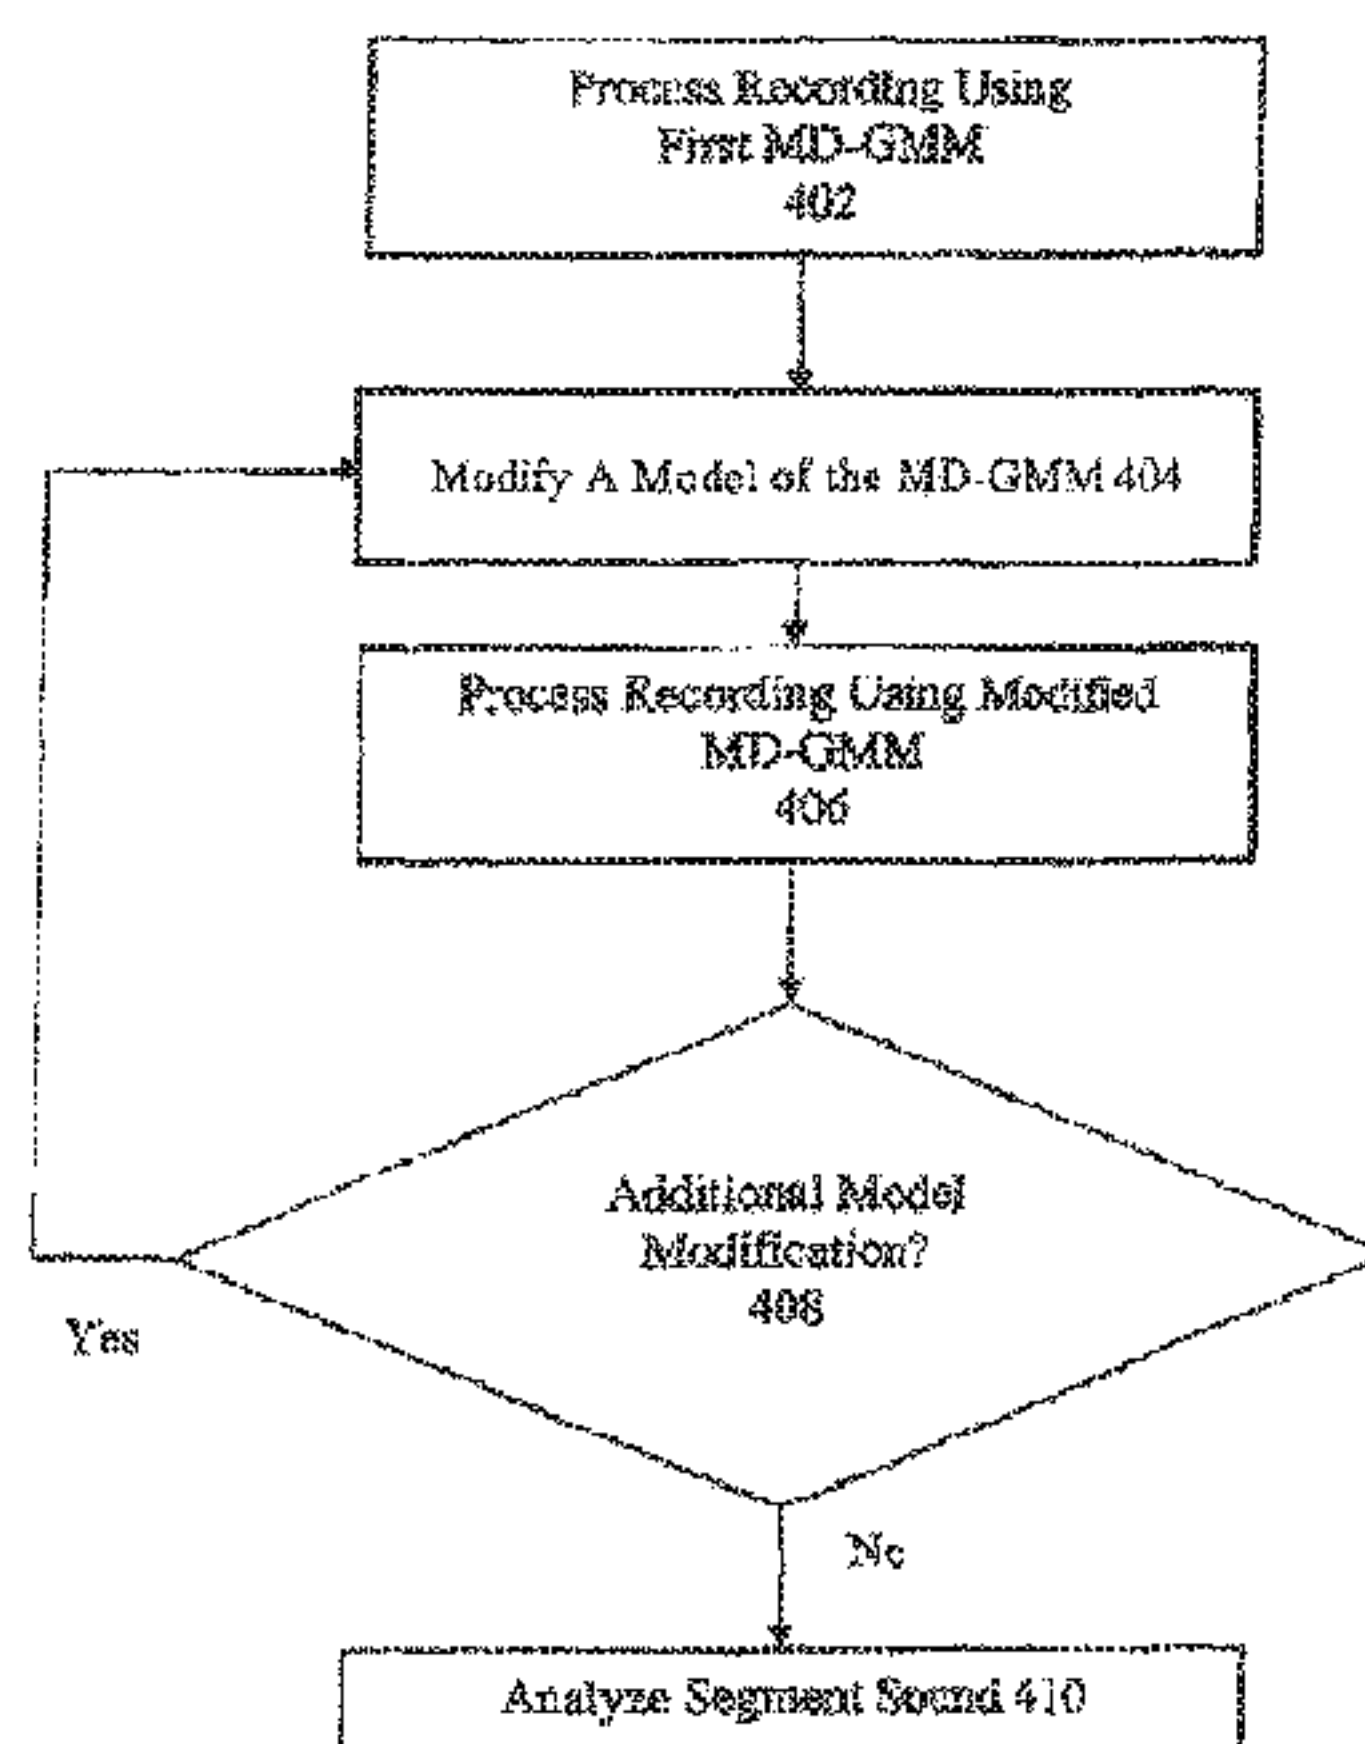 Process Recording Using
First MD-GMM
402
Modify A Model of the MD-GMM 404
Process Recording Using Modified
MD-GMM
406
Additional Model
Modification?
408
Yes
No
Analyze Segment Sound 410